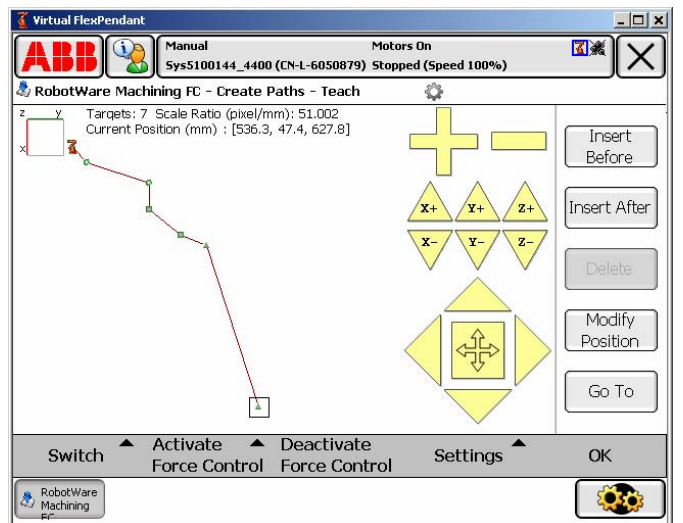 Virtual FlexPendant
ABB
Manual
Motors On
Sys5100144_4400 (CN-L-6050879)
Stopped (Speed 100%)
RobotWare Machining FC - Create Paths - Teach
z y
x
Targets: 7 Scale Ratio (pixel/mm): 51.002
Current Position (mm) : [536.3, 47.4, 627.8]
X+ Y+ Z+
X- Y- Z-
Insert
Before
Insert After
Delete
Modify
Position
Go To
Switch
Activate
Force Control
Deactivate
Force Control
Settings
OK
RobotWare
Machining
FC